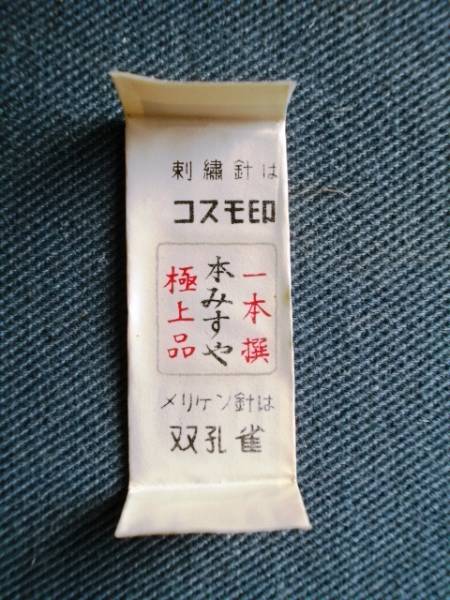 刺繍針は
コスモ印
一本撰
本みすや
極上品
メリケン針は
双孔雀